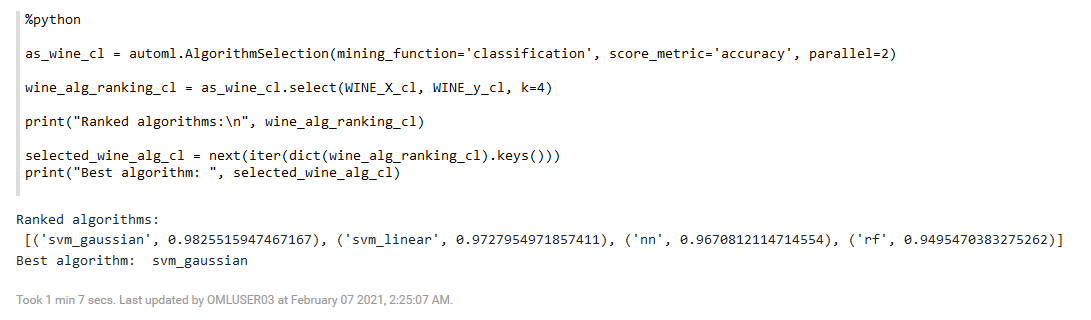 %python
as_wine_cl = automl.AlgorithmSelection(mining_function='classification', score_metric='accuracy', parallel=2)
wine_alg_ranking_cl = as_wine_cl.select(WINE_X_cl, WINE_y_cl, k=4)
print("Ranked algorithms:\n", wine_alg_ranking_cl)
selected_wine_alg_cl = next(iter(dict(wine_alg_ranking_cl).keys()))
print("Best algorithm: ", selected_wine_alg_cl)
Ranked algorithms:
[('svm_gaussian', 0.9825515947467167), ('svm_linear', 0.9727954971857411), ('nn', 0.9670812114714554), ('rf', 0.9495470383275262)]
Best algorithm:  svm_gaussian
Took 1 min 7 secs. Last updated by OMLUSER03 at February 07 2021, 2:25:07 AM.